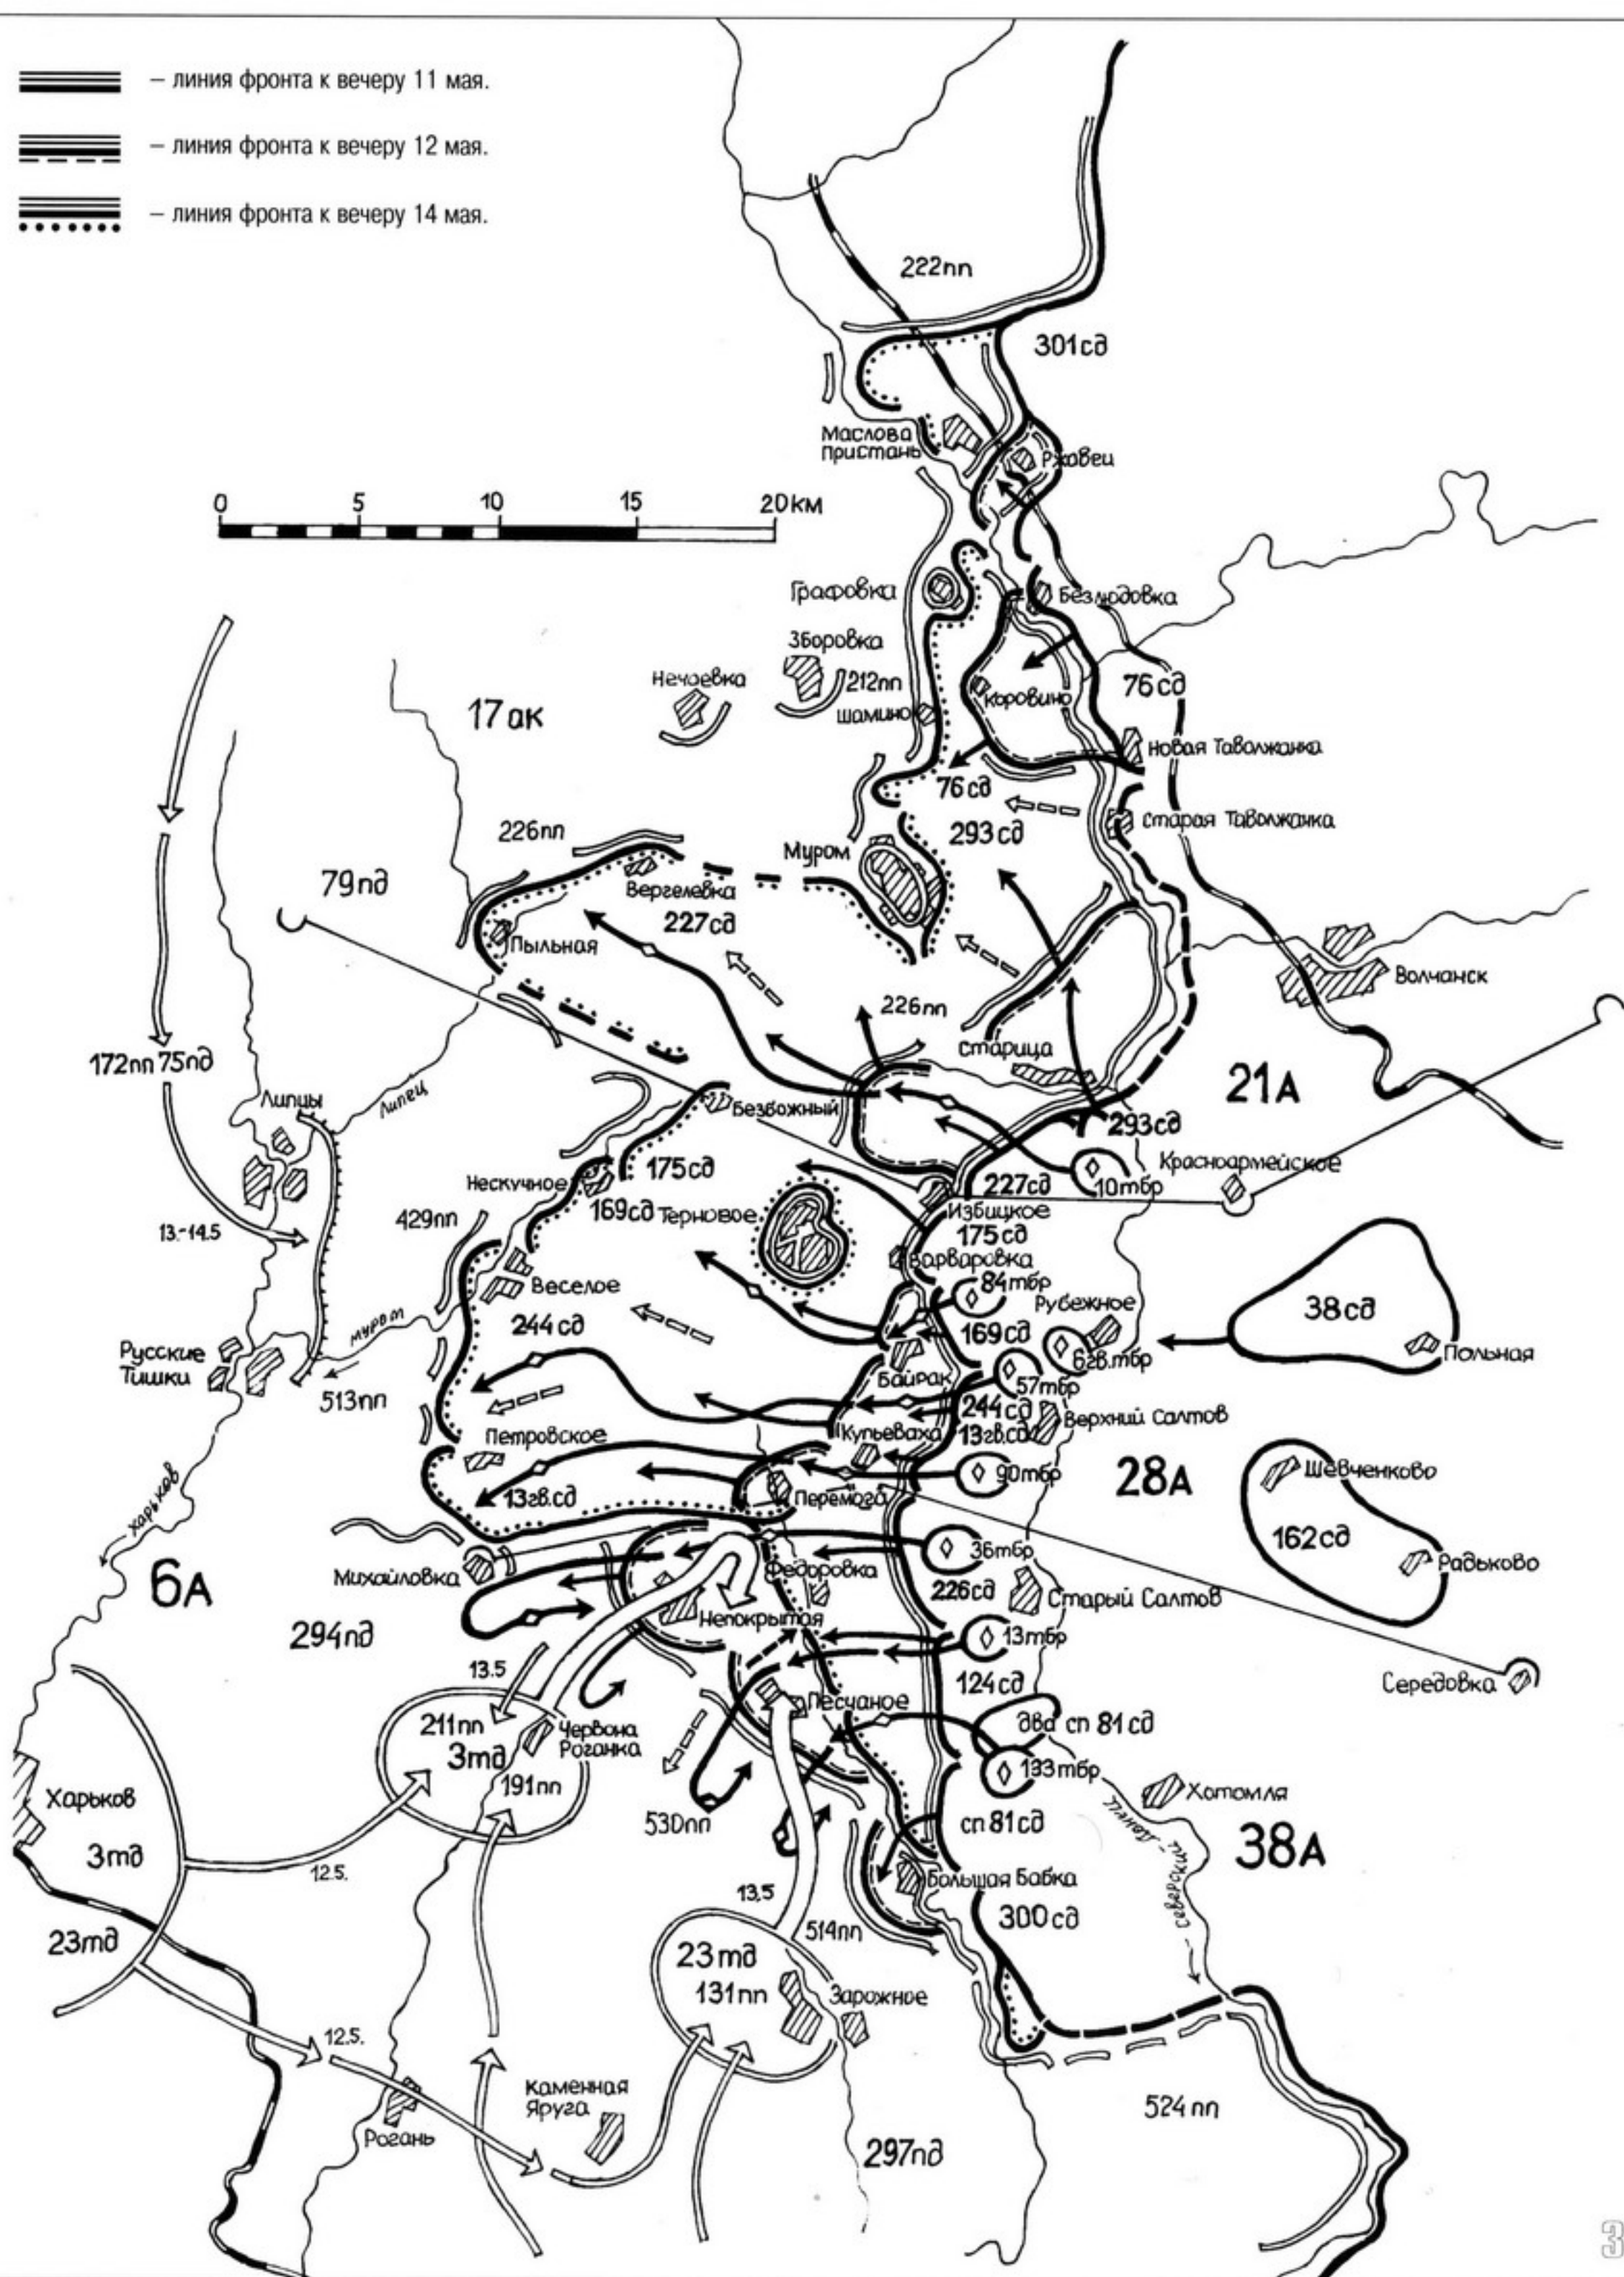 – линия фронта к вечеру 11 мая.
– линия фронта к вечеру 12 мая.
– линия фронта к вечеру 14 мая.
222пп
301сд
Маслова
Пристань
Ржавец
0 5 10 15 20км
Графовка
Безлюдовка
Зборовка
Нечаевка
212пп
76сд
17ак
Шамино
Коровино
Новая Таволжанка
76сд
Старая Таволжанка
226пп
293сд
Муром
79пд
Вергелевка
227сд
Пыльная
Волчанск
226пп
Старица
172пп 75пд
21А
Липцы
Липец
Безбожный
293сд
Красноармейское
175сд
10тбр
Нескучное
227сд
169сд
Терновое
Избицкое
429пп
175сд
13.-14.5
Варваровка
84тбр
Веселое
Рубежное
38сд
муром
244сд
169сд
Русские
Тишки
6гв.тбр
Польная
Байрак
57тбр
513пп
244сд
Верхний Салтов
Петровское
Купьеваха
13гв.сд
90тбр
28А
Шевченково
13гв.сд
Перемога
Харьков
162сд
36тбр
Федоровка
Михайловка
Радьково
6А
226сд
Старый Салтов
Непокрытая
294пд
13тбр
13.5
124сд
Середовка
Песчаное
211пп
два сп 81сд
Червона
Роганка
3тд
133тбр
191пп
Харьков
Хотомля
530пп
сп 81сд
38А
3тд
12.5.
Большая Бабка
13.5
300сд
Северский Донец
23тд
514пп
23тд
131пп
Зарожное
12.5.
Каменная
Яруга
524пп
Рогань
297пд
3